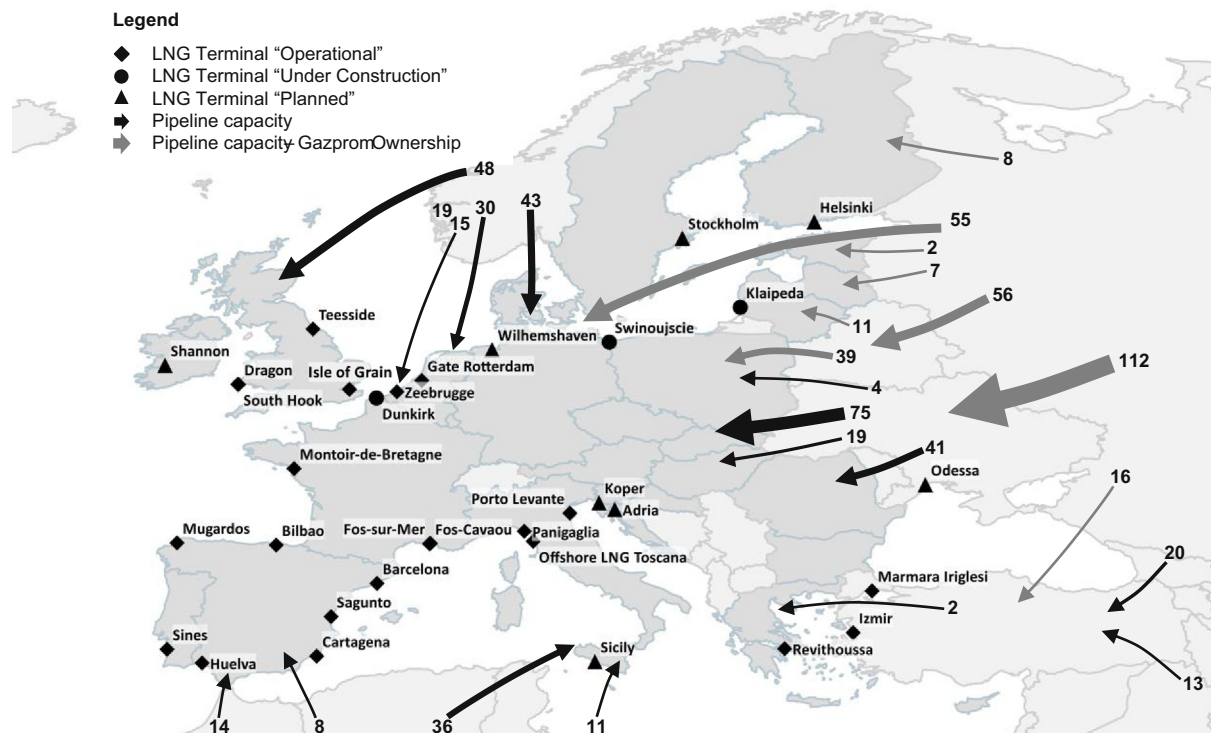 Legend
LNG Terminal “Operational”
LNG Terminal “Under Construction”
LNG Terminal “Planned”
Pipeline capacity
Pipeline capacity – Gazprom Ownership
48
8
43
30
19
15
Helsinki
Stockholm
55
2
7
Klaipeda
56
11
Teesside
Wilhemshaven
Swinoujscie
Shannon
39
112
Dragon
Isle of Grain
Gate Rotterdam
4
South Hook
Zeebrugge
Dunkirk
75
19
41
Montoir-de-Bretagne
Odessa
16
Koper
Porto Levante
Adria
Mugardos
Bilbao
Fos-sur-Mer
Fos-Cavaou
Panigaglia
Offshore LNG Toscana
20
Barcelona
Marmara Iriglesi
Sagunto
2
Izmir
Sines
Cartagena
Sicily
Revithoussa
Huelva
13
14
8
36
11